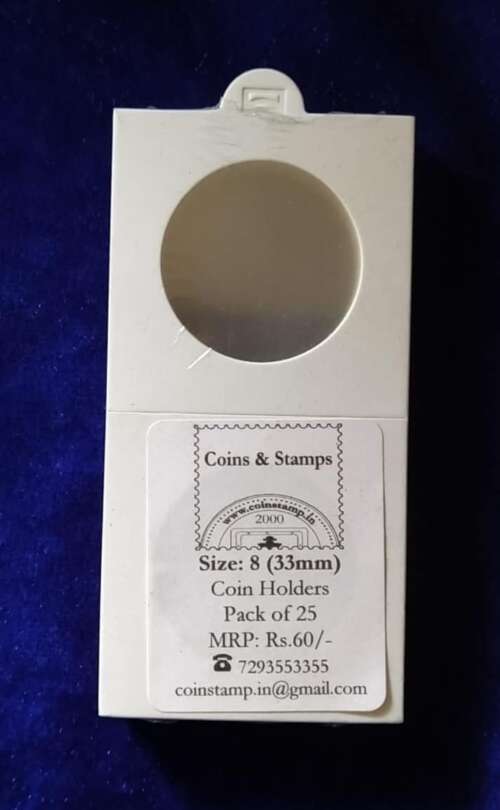 Coins & Stamps
www.coinstamp.in
2000
Size: 8 (33mm)
Coin Holders
Pack of 25
MRP: Rs.60/-
☎ 7293553355
coinstamp.in@gmail.com